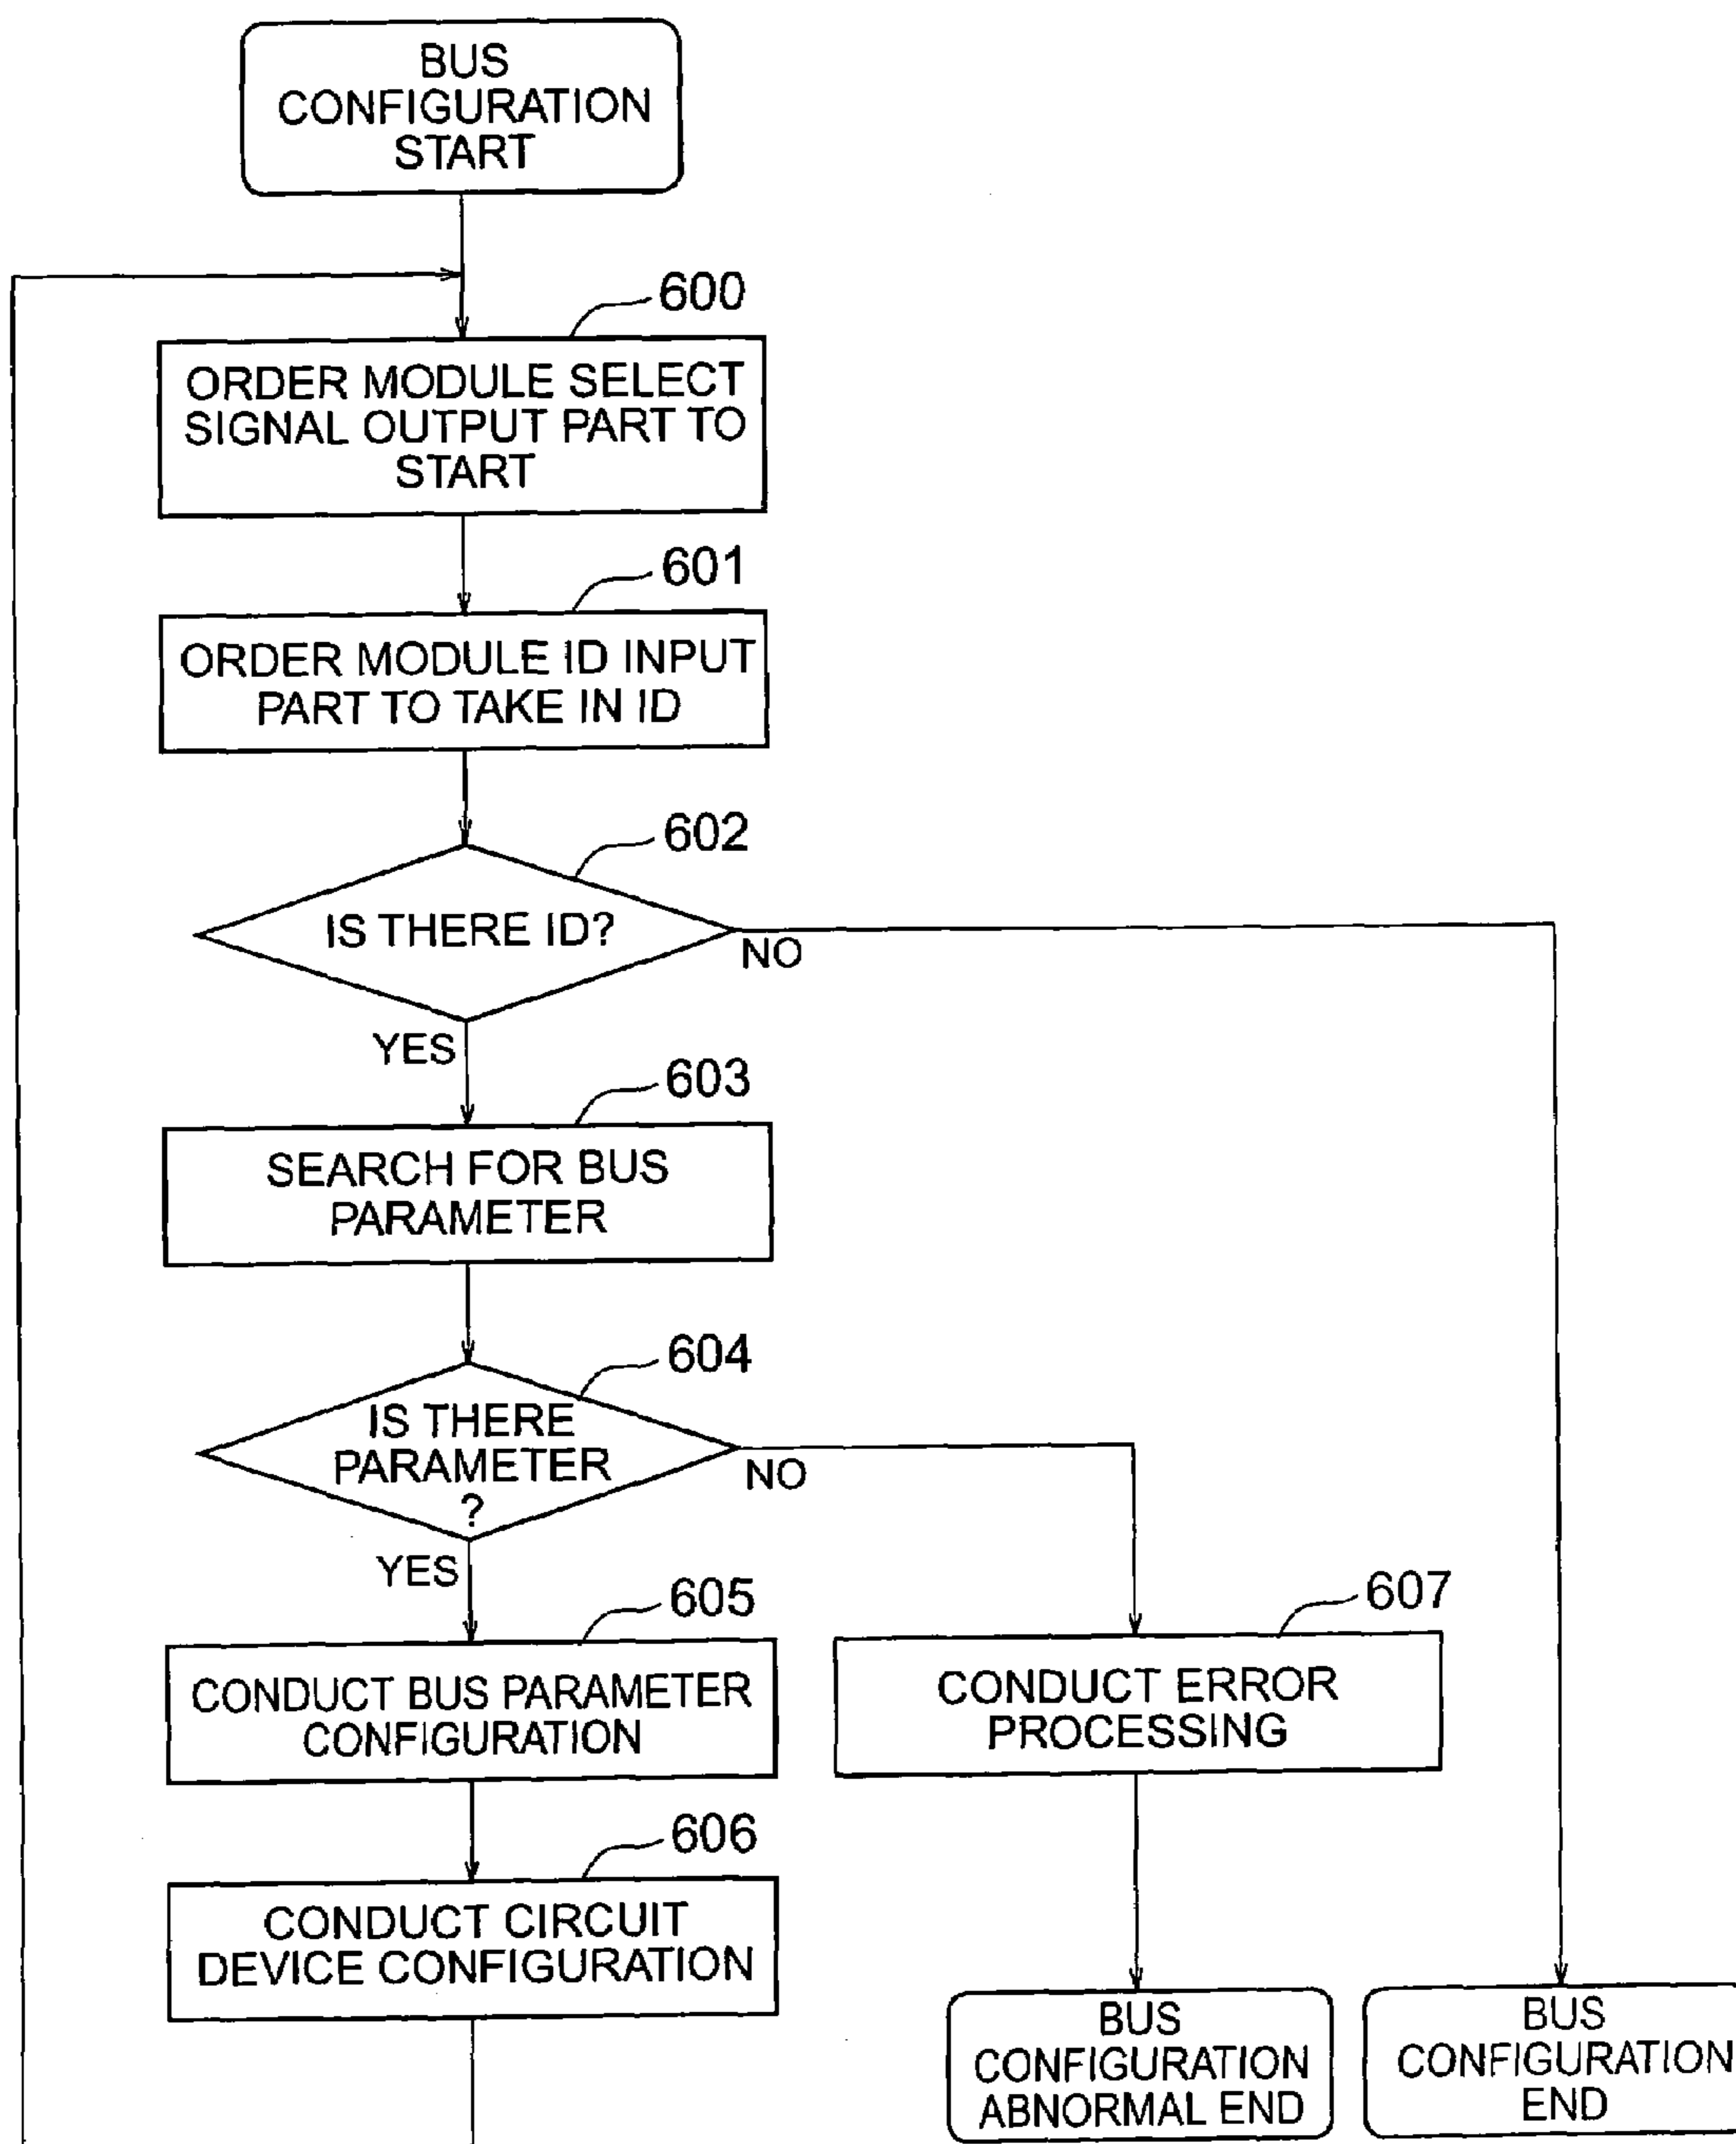 BUS
CONFIGURATION
START
600
ORDER MODULE SELECT
SIGNAL OUTPUT PART TO
START
601
ORDER MODULE ID INPUT
PART TO TAKE IN ID
602
IS THERE ID?
NO
YES
603
SEARCH FOR BUS
PARAMETER
604
IS THERE
PARAMETER
?
NO
YES
605
CONDUCT BUS PARAMETER
CONFIGURATION
607
CONDUCT ERROR
PROCESSING
606
CONDUCT CIRCUIT
DEVICE CONFIGURATION
BUS
CONFIGURATION
ABNORMAL END
BUS
CONFIGURATION
END